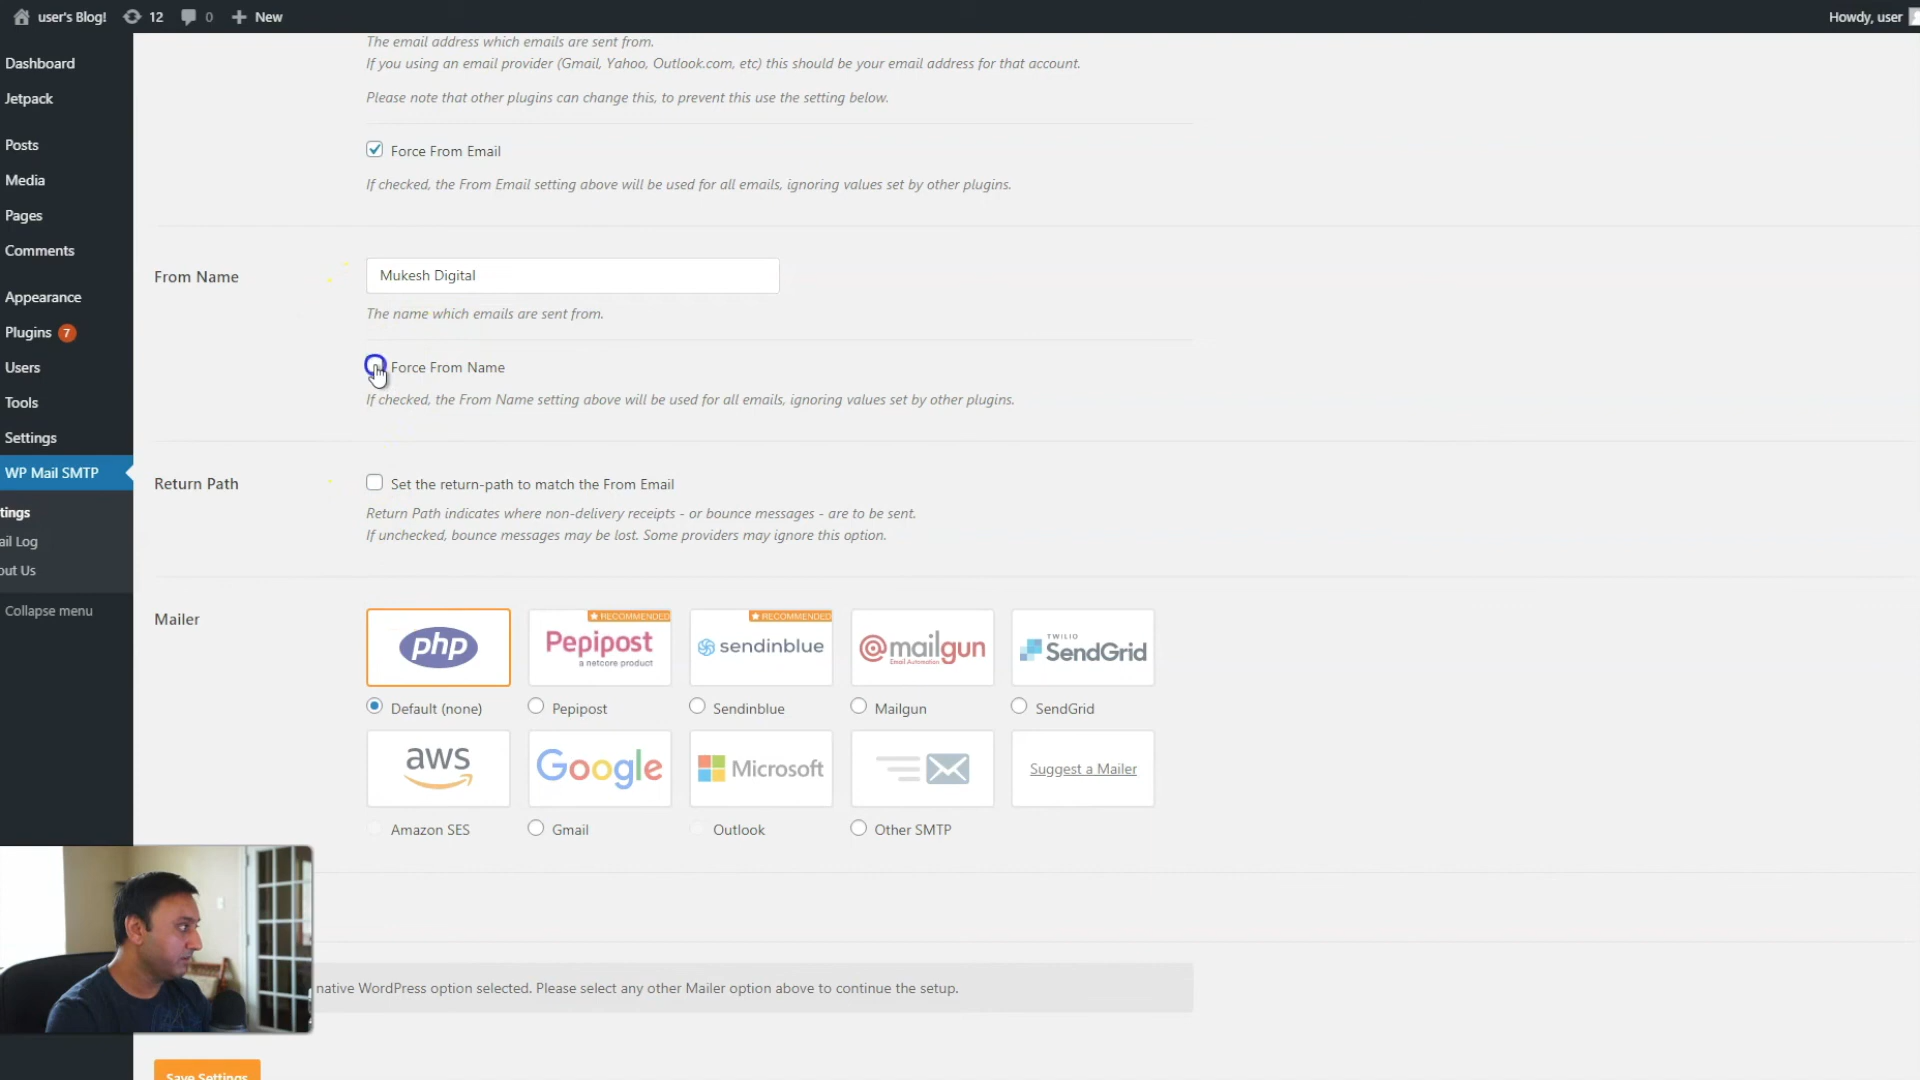 user's Blog! 12 0 New Howdy, user
The email address which emails are sent from.
If you using an email provider (Gmail, Yahoo, Outlook.com, etc) this should be your email address for that account.
Please note that other plugins can change this, to prevent this use the setting below.
Force From Email
If checked, the From Email setting above will be used for all emails, ignoring values set by other plugins.
Dashboard
Jetpack
Posts
Media
Pages
Comments
Appearance
Plugins 7
Users
Tools
Settings
WP Mail SMTP
tings
ail Log
out Us
Collapse menu
From Name
Mukesh Digital
The name which emails are sent from.
Force From Name
If checked, the From Name setting above will be used for all emails, ignoring values set by other plugins.
Return Path
Set the return-path to match the From Email
Return Path indicates where non-delivery receipts - or bounce messages - are to be sent.
If unchecked, bounce messages may be lost. Some providers may ignore this option.
Mailer
php
RECOMMENDED
Pepipost
a netcore product
RECOMMENDED
sendinblue
mailgun
Email Automation
TWILIO
SendGrid
Default (none) Pepipost Sendinblue Mailgun SendGrid
aws Google Microsoft Suggest a Mailer
Amazon SES Gmail Outlook Other SMTP
native WordPress option selected. Please select any other Mailer option above to continue the setup.
Save Settings